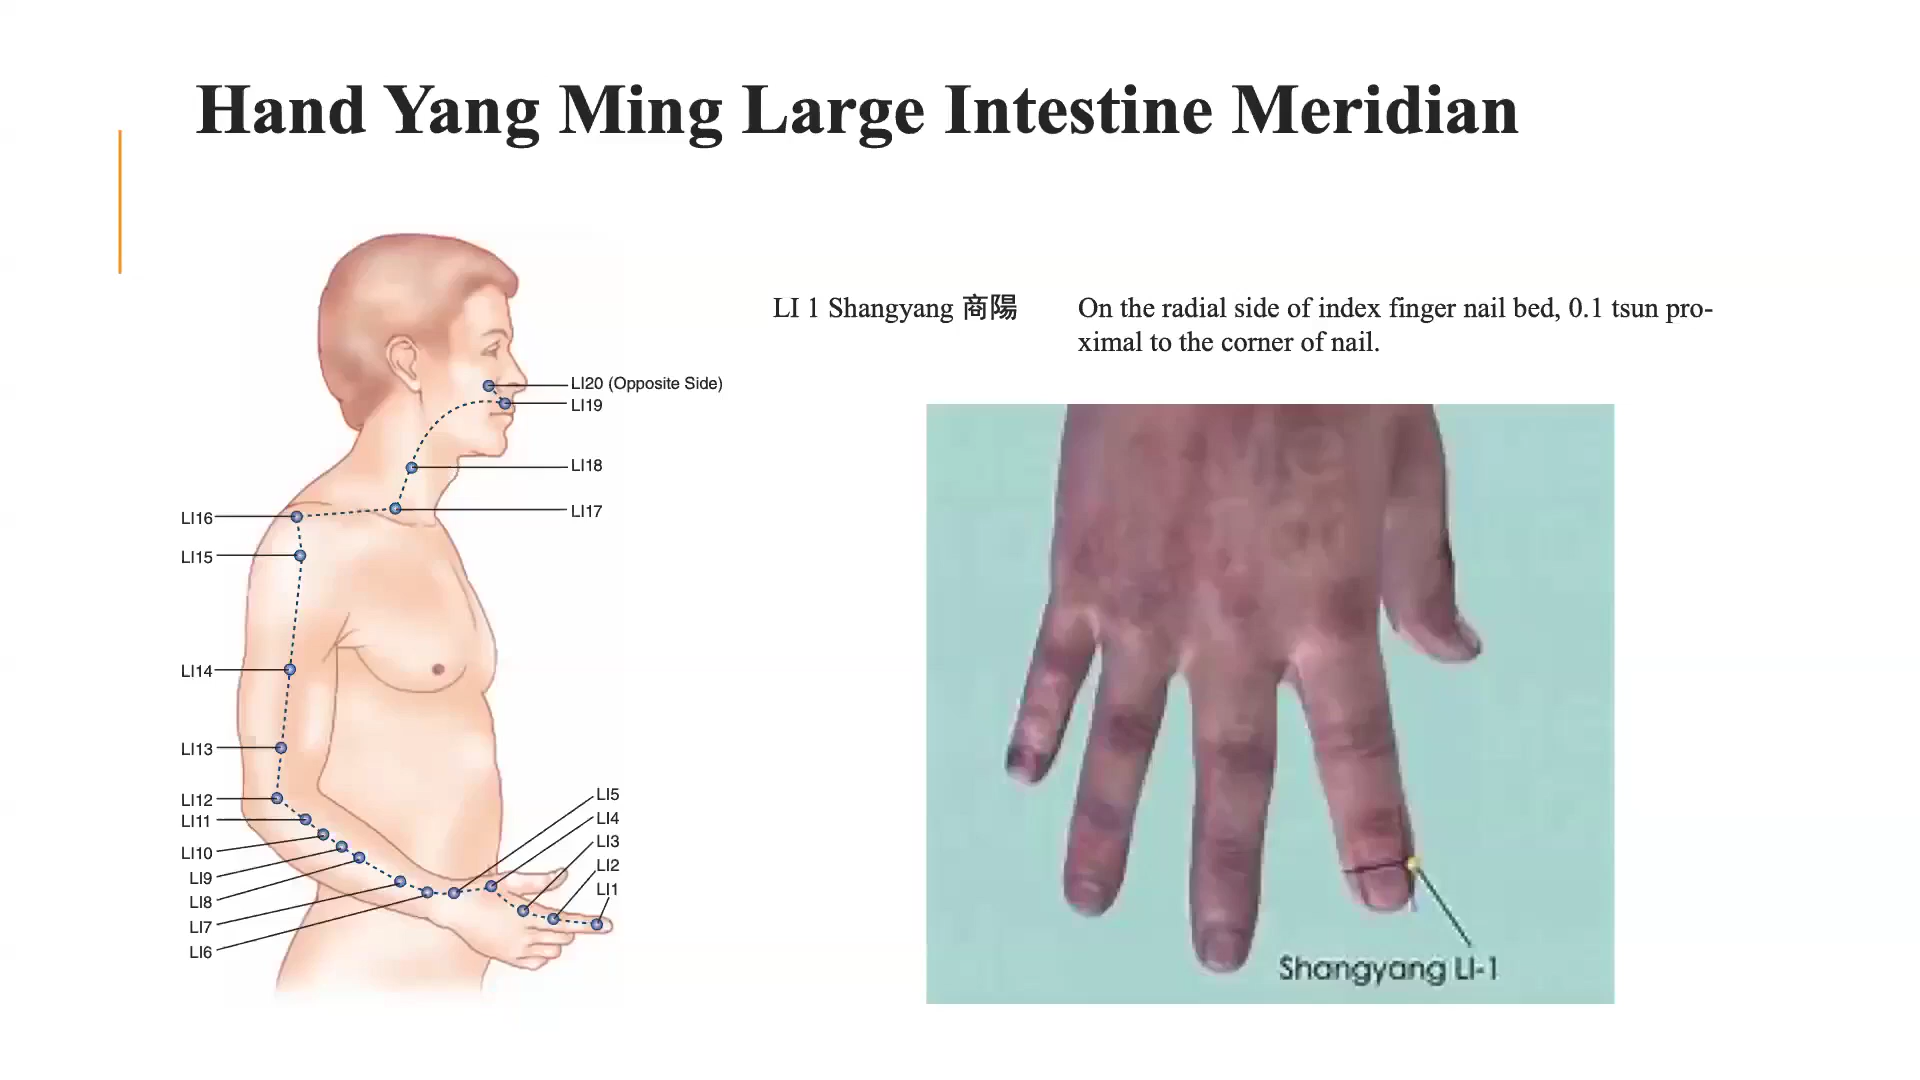 Hand Yang Ming Large Intestine Meridian
LI 1 Shangyang 商陽
On the radial side of index finger nail bed, 0.1 tsun pro-
ximal to the corner of nail.
LI20 (Opposite Side)
LI19
LI18
LI17
LI16
LI15
LI14
LI13
LI12
LI11
LI10
LI9
LI8
LI7
LI6
LI5
LI4
LI3
LI2
LI1
Shangyang LI-1